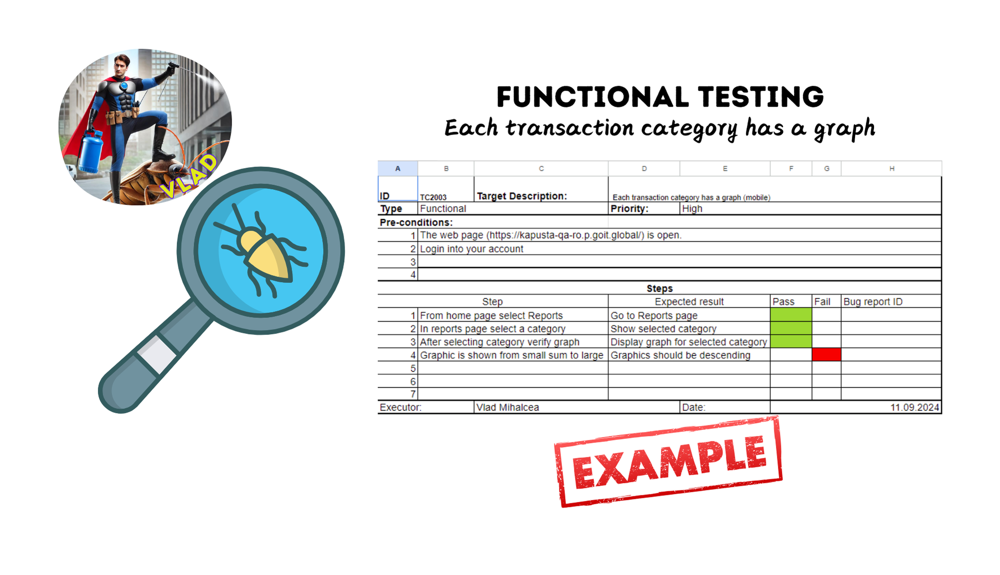 VLAD
FUNCTIONAL TESTING
Each transaction category has a graph
A B C D E F G H
ID TC2003 Target Description: Each transaction category has a graph (mobile)
Type Functional Priority: High
Pre-conditions:
1 The web page (https://kapusta-qa-ro.p.goit.global/) is open.
2 Login into your account
3
4
Steps
Step Expected result Pass Fail Bug report ID
1 From home page select Reports Go to Reports page
2 In reports page select a category Show selected category
3 After selecting category verify graph Display graph for selected category
4 Graphic is shown from small sum to large Graphics should be descending
5
6
7
Executor: Vlad Mihalcea Date: 11.09.2024
EXAMPLE